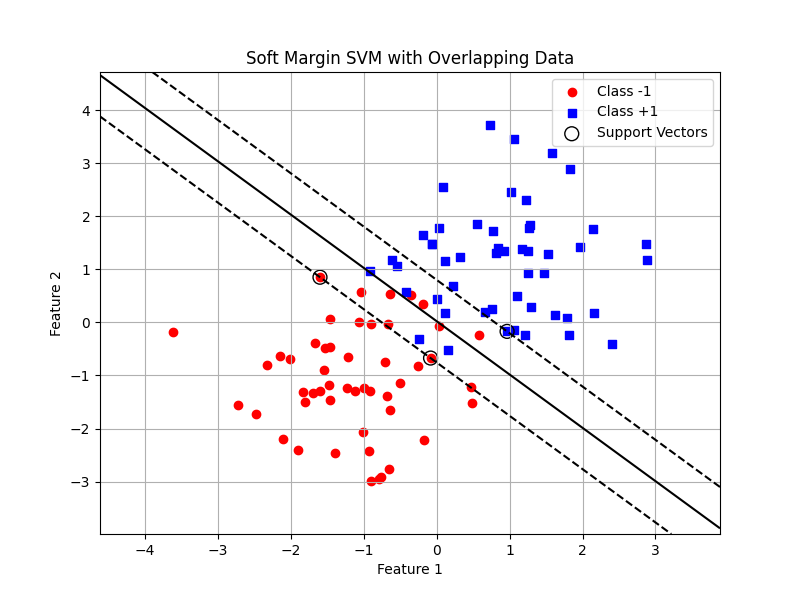 Soft Margin SVM with Overlapping Data
Class -1
Class +1
Support Vectors
4
3
2
1
0
−1
−2
−3
Feature 2
−4
−3
−2
−1
0
1
2
3
Feature 1